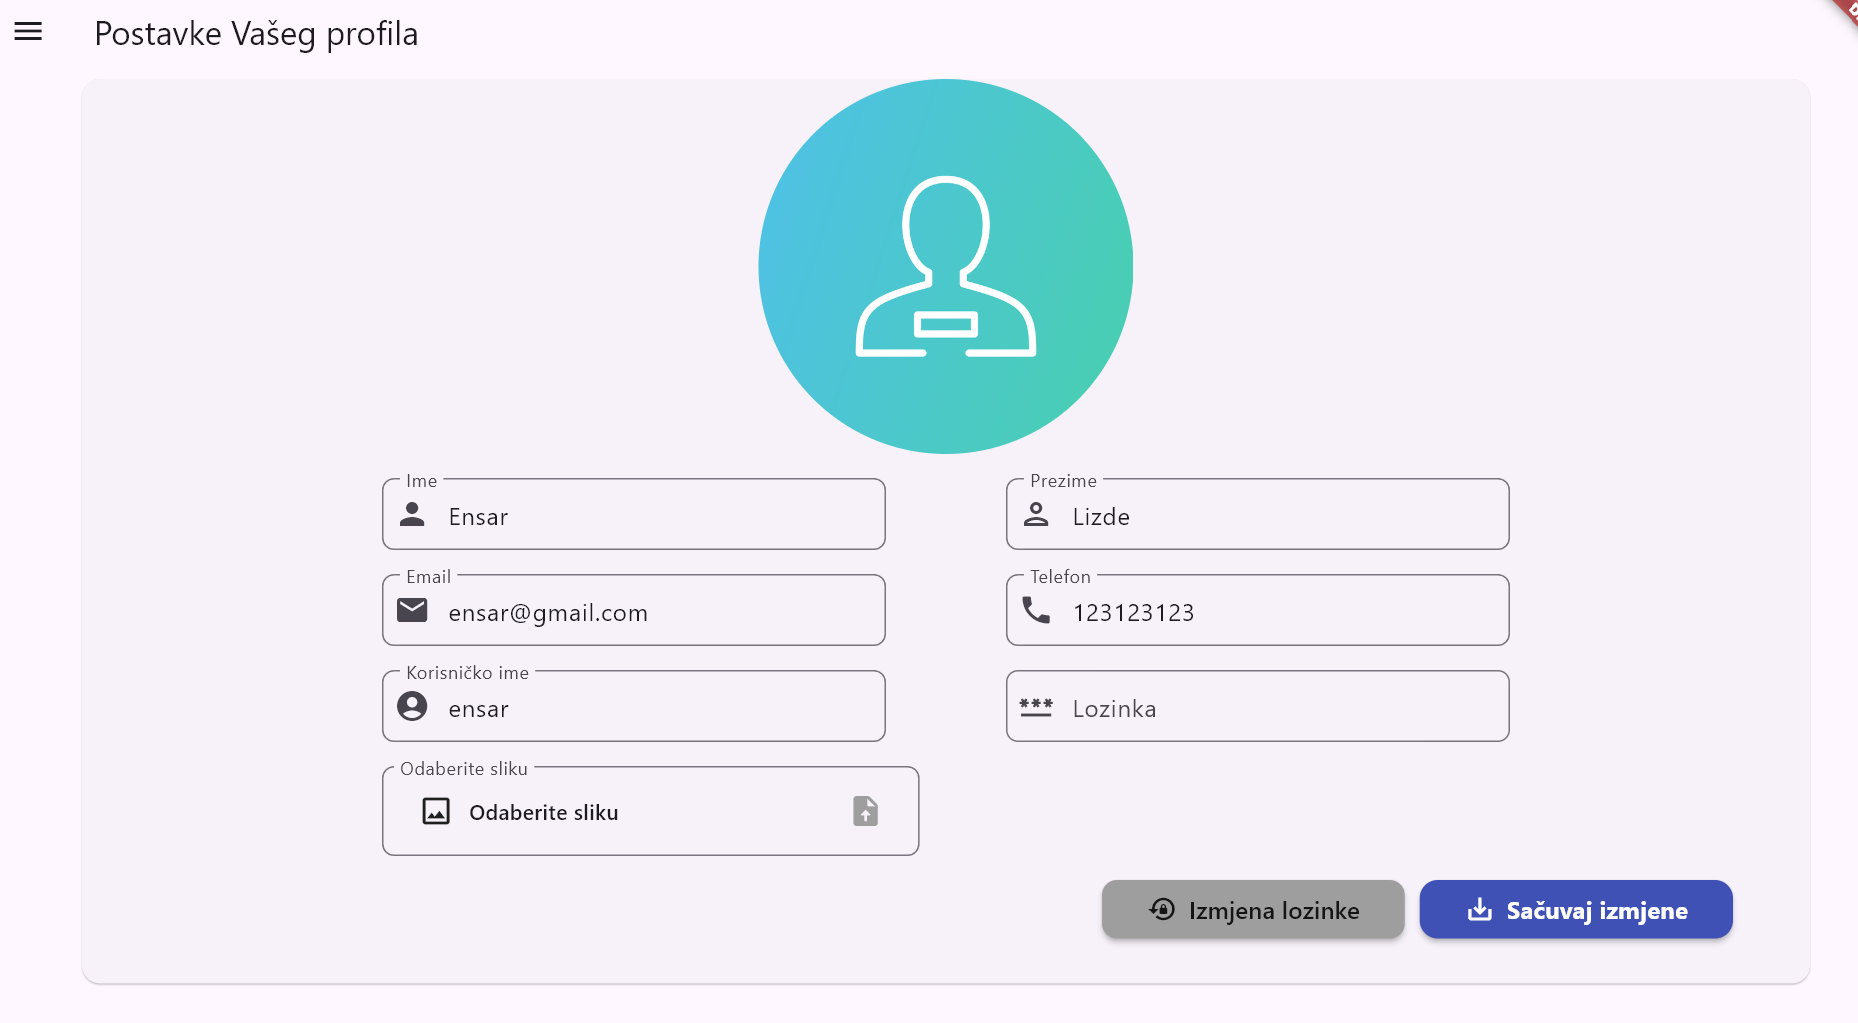 Postavke Vašeg profila
Ime
Ensar
Prezime
Lizde
Email
ensar@gmail.com
Telefon
123123123
Korisničko ime
ensar
Lozinka
Odaberite sliku
Odaberite sliku
Izmjena lozinke
Sačuvaj izmjene